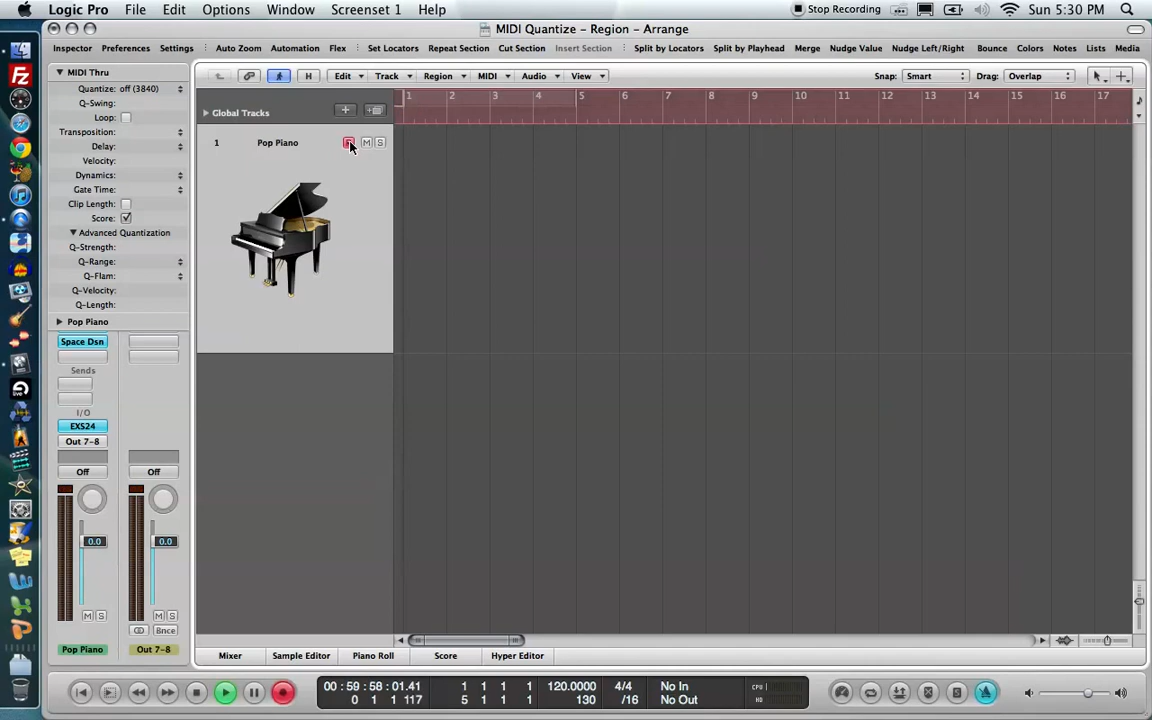 Logic Pro File Edit Options Window Screenset 1 Help Stop Recording Sun 5:30 PM
MIDI Quantize - Region - Arrange
Inspector Preferences Settings Auto Zoom Automation Flex Set Locators Repeat Section Cut Section Insert Section Split by Locators Split by Playhead Merge Nudge Value Nudge Left/Right Bounce Colors Notes Lists Media
MIDI Thru
H Edit Track Region MIDI Audio View Snap: Smart Drag: Overlap
Quantize: off (3840)
Q-Swing:
Loop:
Transposition:
Delay:
Velocity:
Dynamics:
Gate Time:
Clip Length:
Score:
Advanced Quantization
Q-Strength:
Q-Range:
Q-Flam:
Q-Velocity:
Q-Length:
Pop Piano
Global Tracks
1 2 3 4 5 6 7 8 9 10 11 12 13 14 15 16 17
1 Pop Piano M S
Space Dsn
Sends
I/O
EXS24
Out 7-8
Off Off
0.0 0.0
M S M S
Bnce
Pop Piano Out 7-8
Mixer Sample Editor Piano Roll Score Hyper Editor
00:59:58:01.41 1 1 1 1 120.0000 4/4 No In CPU
0 1 1 117 5 1 1 1 130 /16 No Out HD
S